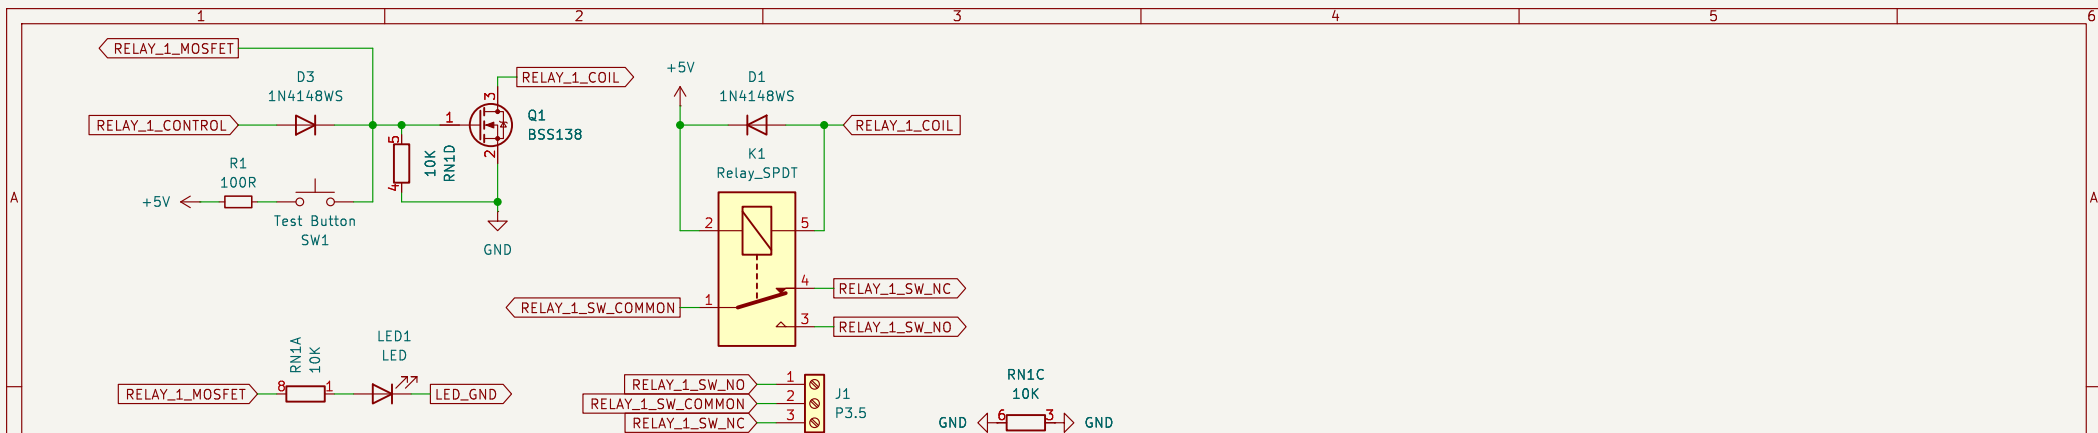 1 2 3 4 5 6
RELAY_1_MOSFET
D3
1N4148WS
RELAY_1_CONTROL
R1
100R
+5V
Test Button
SW1
5
4
10K
RN1D
RELAY_1_COIL
3
1
2
Q1
BSS138
GND
+5V
D1
1N4148WS
RELAY_1_COIL
K1
Relay_SPDT
2 5
4 RELAY_1_SW_NC
RELAY_1_SW_COMMON 1
3 RELAY_1_SW_NO
A A
RN1A
10K
LED1
LED
RELAY_1_MOSFET 8 1 LED_GND
RELAY_1_SW_NO 1
RELAY_1_SW_COMMON 2
RELAY_1_SW_NC 3
J1
P3.5
RN1C
10K
GND 6 3 GND